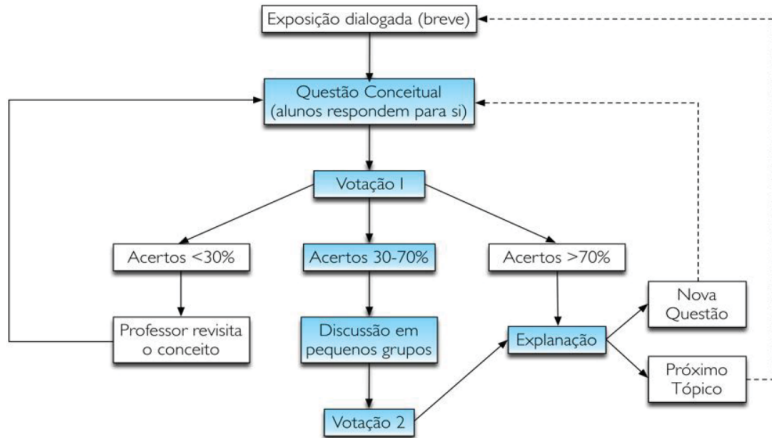 Exposição dialogada (breve)
Questão Conceitual
(alunos respondem para si)
Votação 1
Acertos <30%
Acertos 30-70%
Acertos >70%
Professor revisita
o conceito
Discussão em
pequenos grupos
Explanação
Nova
Questão
Próximo
Tópico
Votação 2